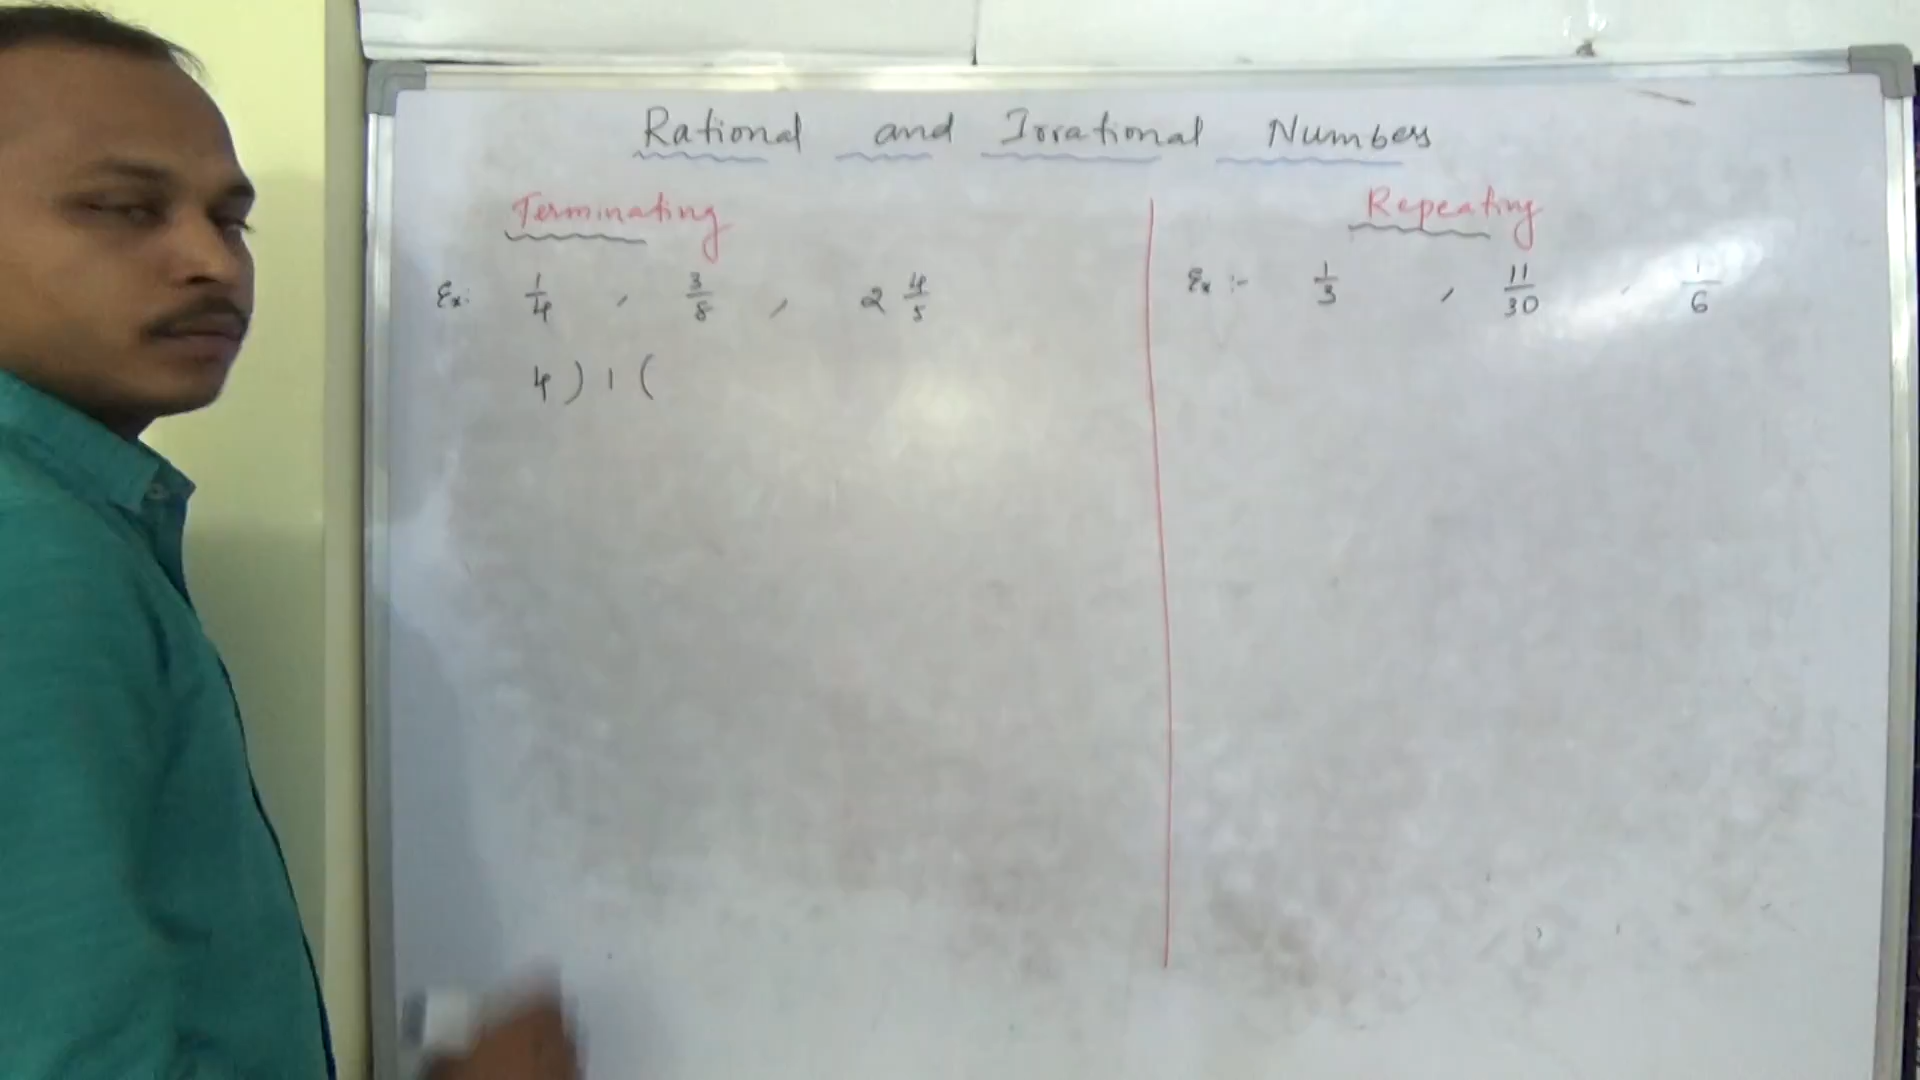 Rational and Irrational Numbers
Terminating
Ex: 1/4 , 3/8 , 2 4/5
4 ) 1 (
Repeating
Ex :- 1/3 , 11/30 , 1/6